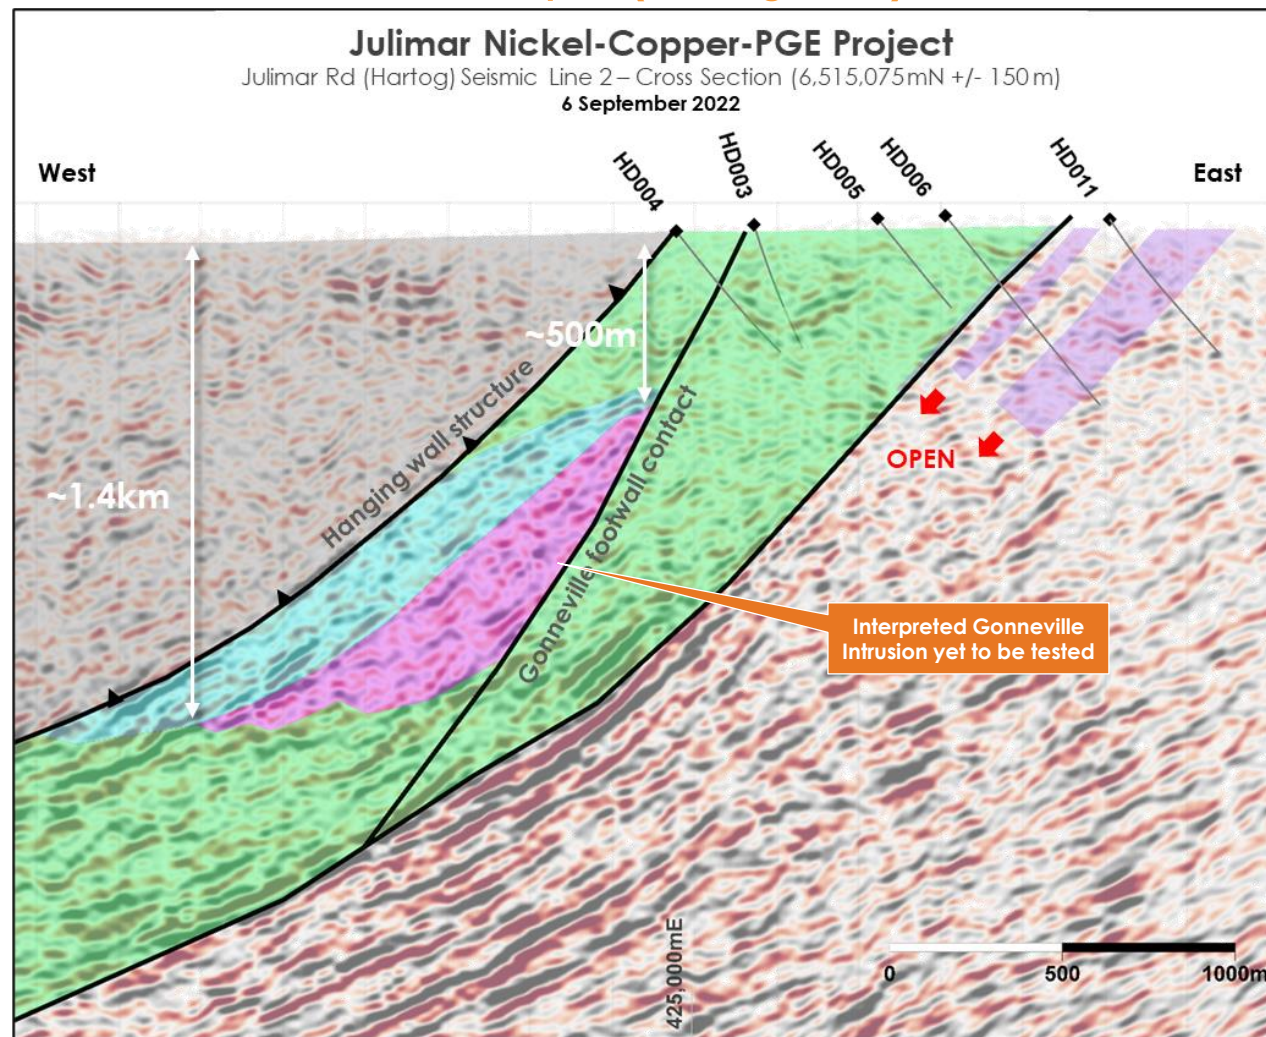 Julimar Nickel-Copper-PGE Project
Julimar Rd (Hartog) Seismic Line 2 – Cross Section (6,515,075mN +/- 150m)
6 September 2022
West
HD004
HD003
HD005
HD006
HD011
East
~500m
~1.4km
Hanging wall structure
Gonneville footwall contact
OPEN
Interpreted Gonneville
Intrusion yet to be tested
425,000mE
0 500 1000m